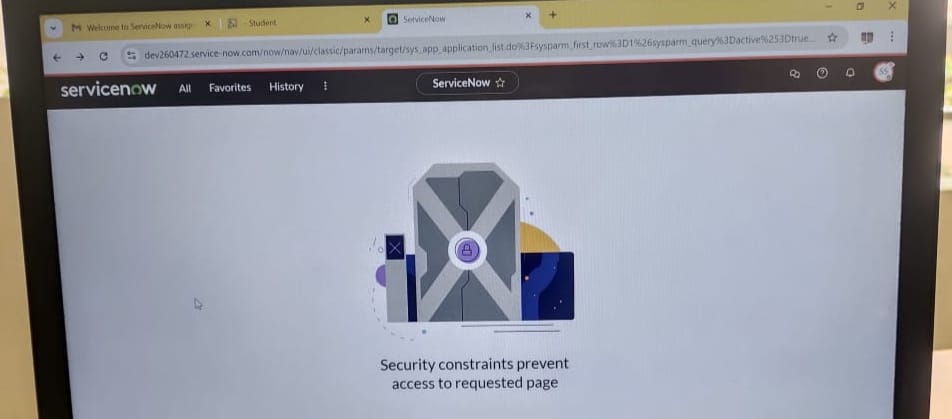 Welcome to ServiceNow assig
Student
ServiceNow
dev260472.service-now.com/now/nav/ui/classic/params/target/sys_app_application_list.do%3Fsysparm_first_row%3D1%26sysparm_query%3Dactive%253Dtrue...
servicenow
All
Favorites
History
ServiceNow
SS
Security constraints prevent
access to requested page